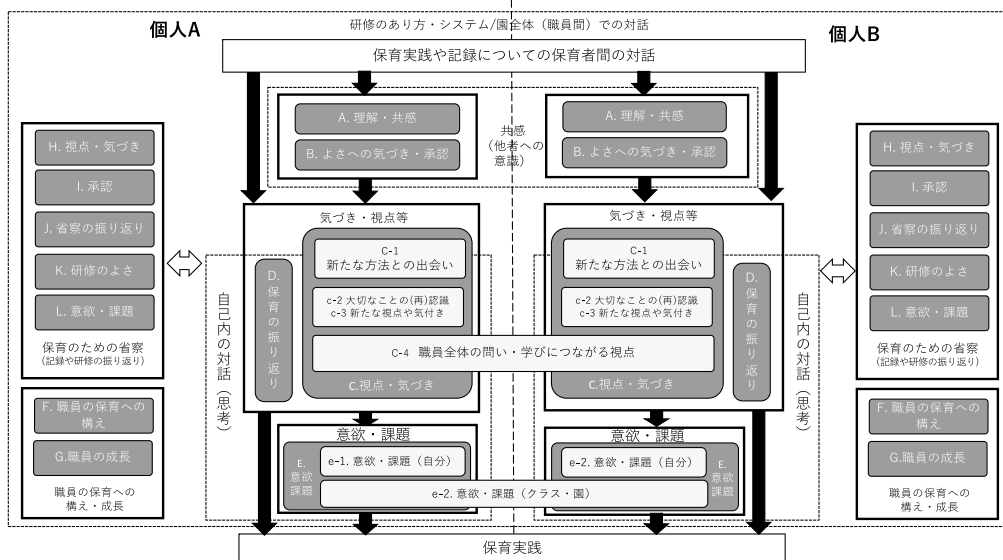 研修のあり方・システム/園全体（職員間）での対話
個人A
個人B
保育実践や記録についての保育者間の対話
A. 理解・共感
B. よさへの気づき・承認
共感
（他者への
意識）
A. 理解・共感
B. よさへの気づき・承認
H. 視点・気づき
I. 承認
J. 省察の振り返り
K. 研修のよさ
L. 意欲・課題
保育のための省察
（記録や研修の振り返り）
F. 職員の保育への
構え
G.職員の成長
職員の保育への
構え・成長
自己内の対話（思考）
気づき・視点等
D. 保育の振り返り
C-1
新たな方法との出会い
c-2 大切なことの(再)認識
c-3 新たな視点や気付き
C-4 職員全体の問い・学びにつながる視点
C.視点・気づき
気づき・視点等
C-1
新たな方法との出会い
c-2 大切なことの(再)認識
c-3 新たな視点や気付き
C.視点・気づき
D. 保育の振り返り
自己内の対話（思考）
意欲・課題
E. 意欲課題
e-1. 意欲・課題（自分）
e-2. 意欲・課題（クラス・園）
意欲・課題
e-2. 意欲・課題（自分）
E. 意欲課題
H. 視点・気づき
I. 承認
J. 省察の振り返り
K. 研修のよさ
L. 意欲・課題
保育のための省察
（記録や研修の振り返り）
F. 職員の保育への
構え
G.職員の成長
職員の保育への
構え・成長
保育実践